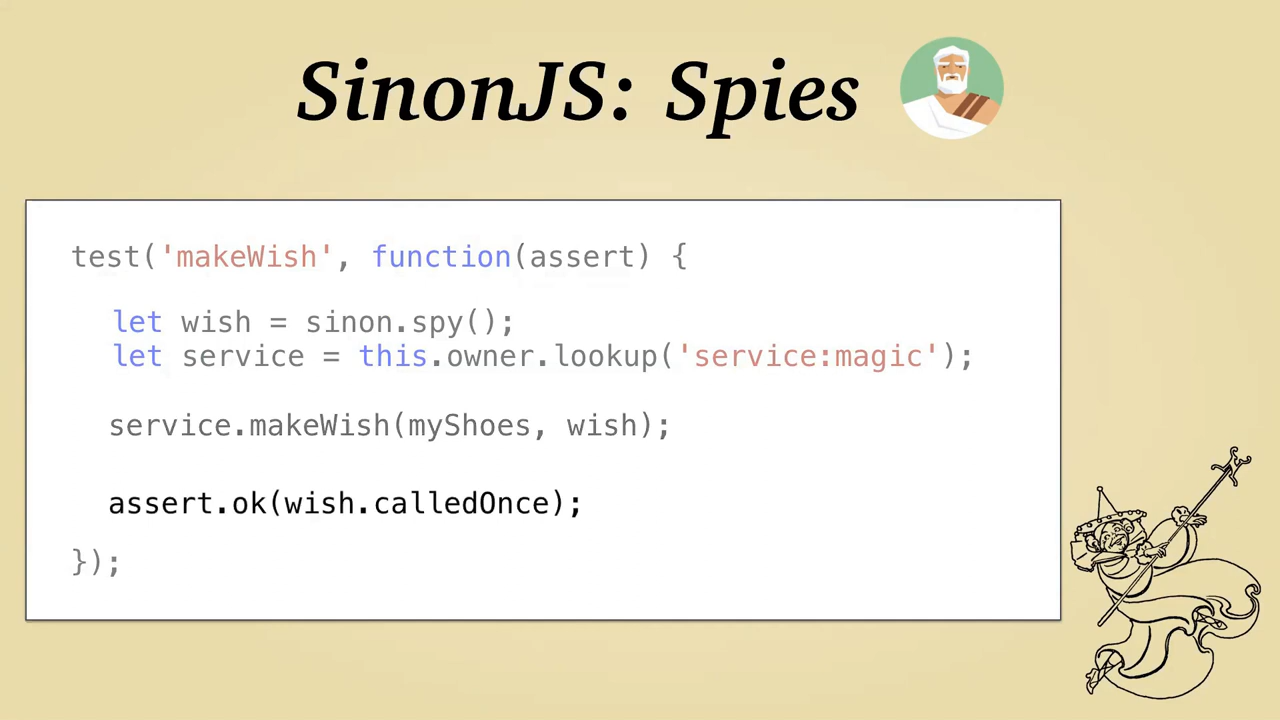 SinonJS: Spies
test('makeWish', function(assert) {
let wish = sinon.spy();
let service = this.owner.lookup('service:magic');
service.makeWish(myShoes, wish);
assert.ok(wish.calledOnce);
});